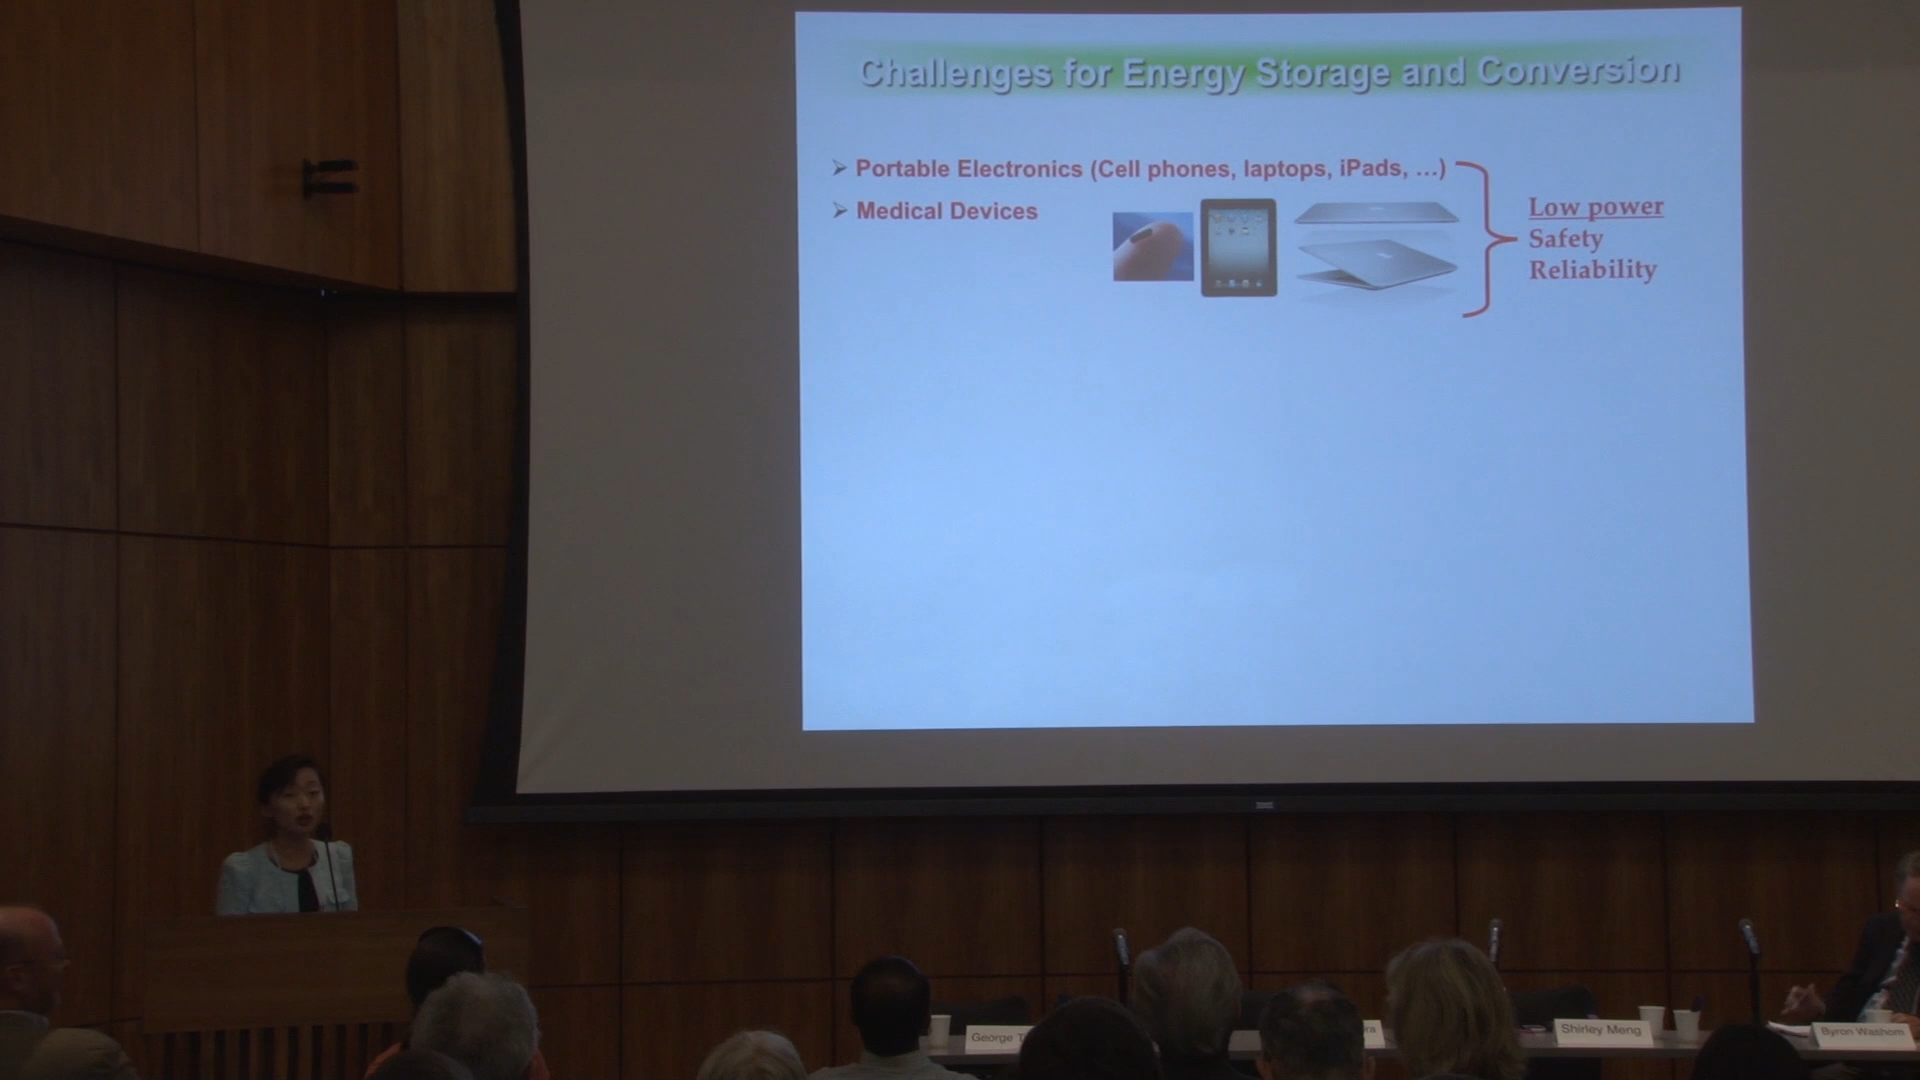 Challenges for Energy Storage and Conversion
➢ Portable Electronics (Cell phones, laptops, iPads, ...)
➢ Medical Devices
Low power
Safety
Reliability
George
Shirley Meng
Byron Washom